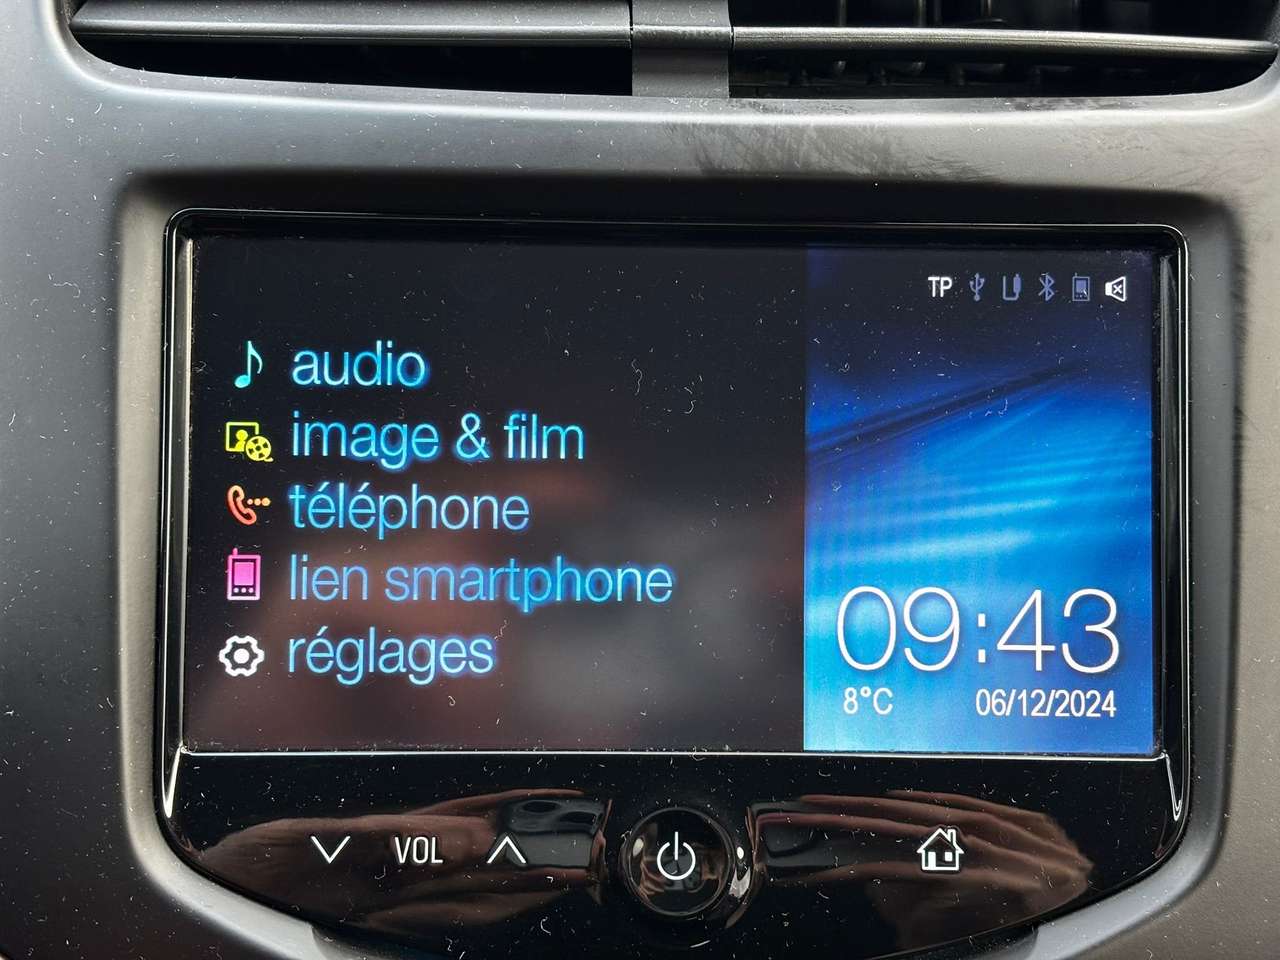 TP
audio
image & film
téléphone
lien smartphone
réglages
09:43
8°C 06/12/2024
VOL